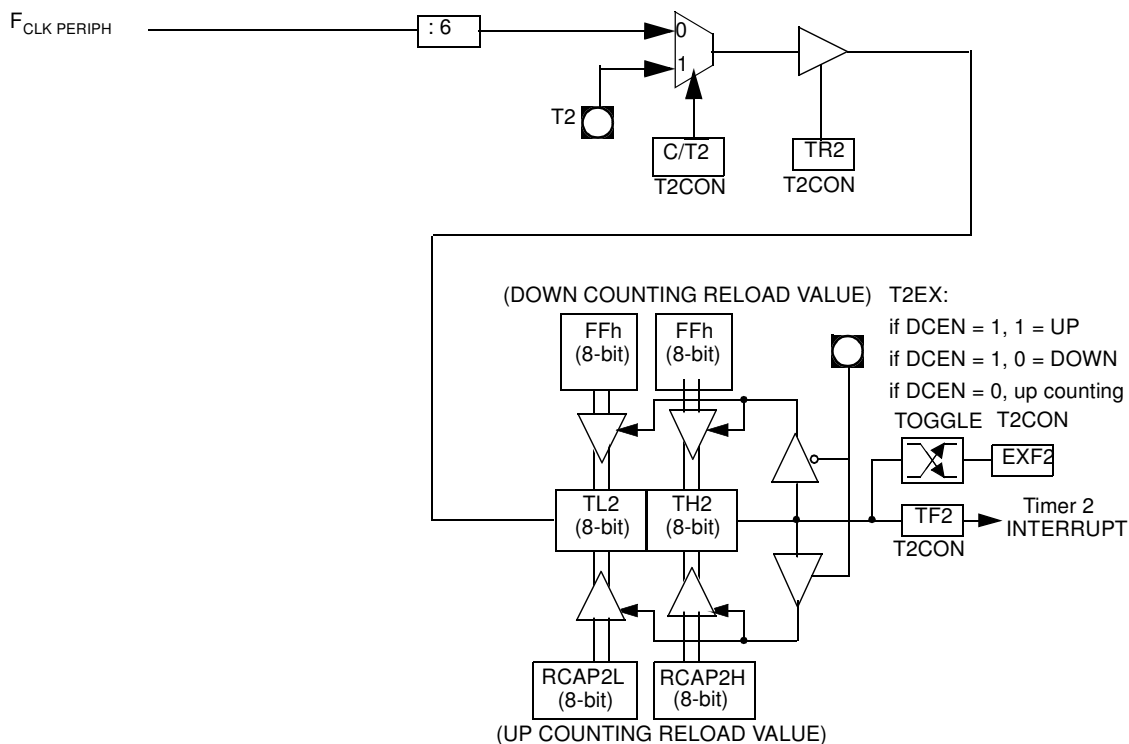 FCLK PERIPH
: 6
0
1
T2
C/T2
TR2
T2CON
T2CON
(DOWN COUNTING RELOAD VALUE)
T2EX:
if DCEN = 1, 1 = UP
if DCEN = 1, 0 = DOWN
if DCEN = 0, up counting
FFh
(8-bit)
FFh
(8-bit)
TOGGLE
T2CON
EXF2
TL2
(8-bit)
TH2
(8-bit)
TF2
T2CON
Timer 2
INTERRUPT
RCAP2L
(8-bit)
RCAP2H
(8-bit)
(UP COUNTING RELOAD VALUE)